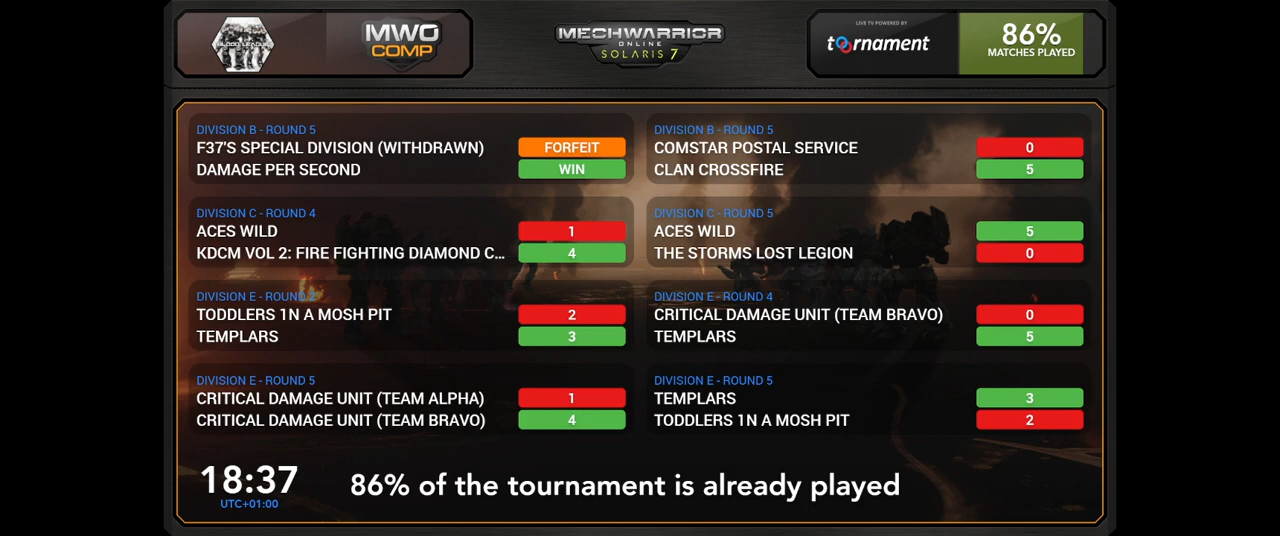 BLOOD LEAGUE
MWO
COMP
MECHWARRIOR
ONLINE
SOLARIS 7
LIVE TV POWERED BY
toornament
86%
MATCHES PLAYED
DIVISION B - ROUND 5
F37'S SPECIAL DIVISION (WITHDRAWN) FORFEIT
DAMAGE PER SECOND WIN
DIVISION B - ROUND 5
COMSTAR POSTAL SERVICE 0
CLAN CROSSFIRE 5
DIVISION C - ROUND 4
ACES WILD 1
KDCM VOL 2: FIRE FIGHTING DIAMOND C... 4
DIVISION C - ROUND 5
ACES WILD 5
THE STORMS LOST LEGION 0
DIVISION E - ROUND 2
TODDLERS 1N A MOSH PIT 2
TEMPLARS 3
DIVISION E - ROUND 4
CRITICAL DAMAGE UNIT (TEAM BRAVO) 0
TEMPLARS 5
DIVISION E - ROUND 5
CRITICAL DAMAGE UNIT (TEAM ALPHA) 1
CRITICAL DAMAGE UNIT (TEAM BRAVO) 4
DIVISION E - ROUND 5
TEMPLARS 3
TODDLERS 1N A MOSH PIT 2
18:37
UTC+01:00
86% of the tournament is already played